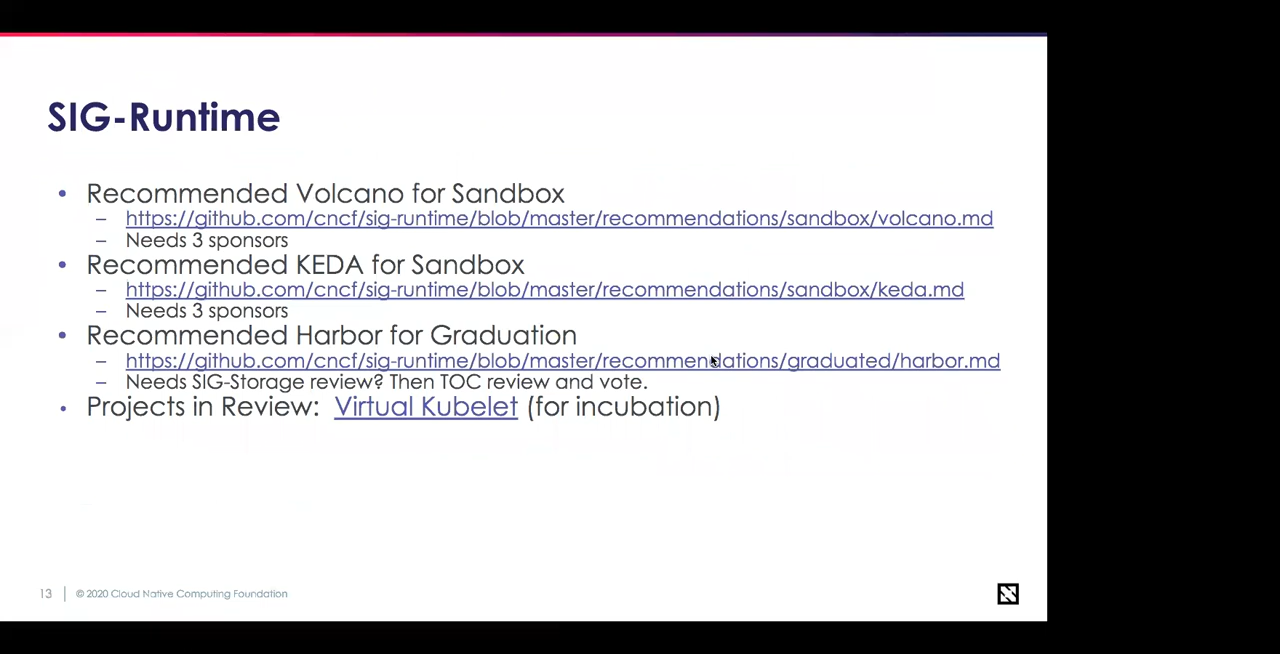 SIG-Runtime
• Recommended Volcano for Sandbox
– https://github.com/cncf/sig-runtime/blob/master/recommendations/sandbox/volcano.md
– Needs 3 sponsors
• Recommended KEDA for Sandbox
– https://github.com/cncf/sig-runtime/blob/master/recommendations/sandbox/keda.md
– Needs 3 sponsors
• Recommended Harbor for Graduation
– https://github.com/cncf/sig-runtime/blob/master/recommendations/graduated/harbor.md
– Needs SIG-Storage review? Then TOC review and vote.
• Projects in Review: Virtual Kubelet (for incubation)
13 | © 2020 Cloud Native Computing Foundation